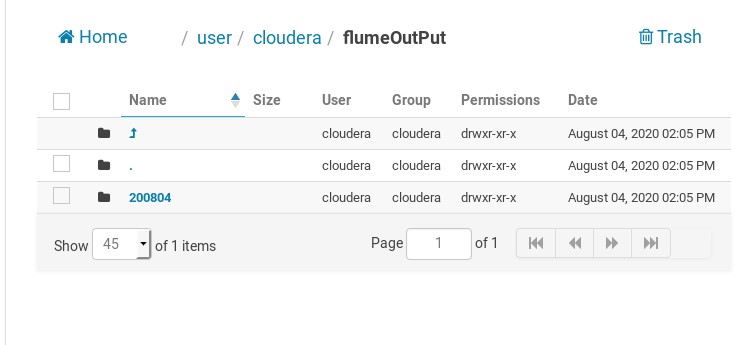 Home / user / cloudera / flumeOutPut Trash
Name Size User Group Permissions Date
cloudera cloudera drwxr-xr-x August 04, 2020 02:05 PM
. cloudera cloudera drwxr-xr-x August 04, 2020 02:05 PM
200804 cloudera cloudera drwxr-xr-x August 04, 2020 02:05 PM
Show 45 of 1 items Page 1 of 1